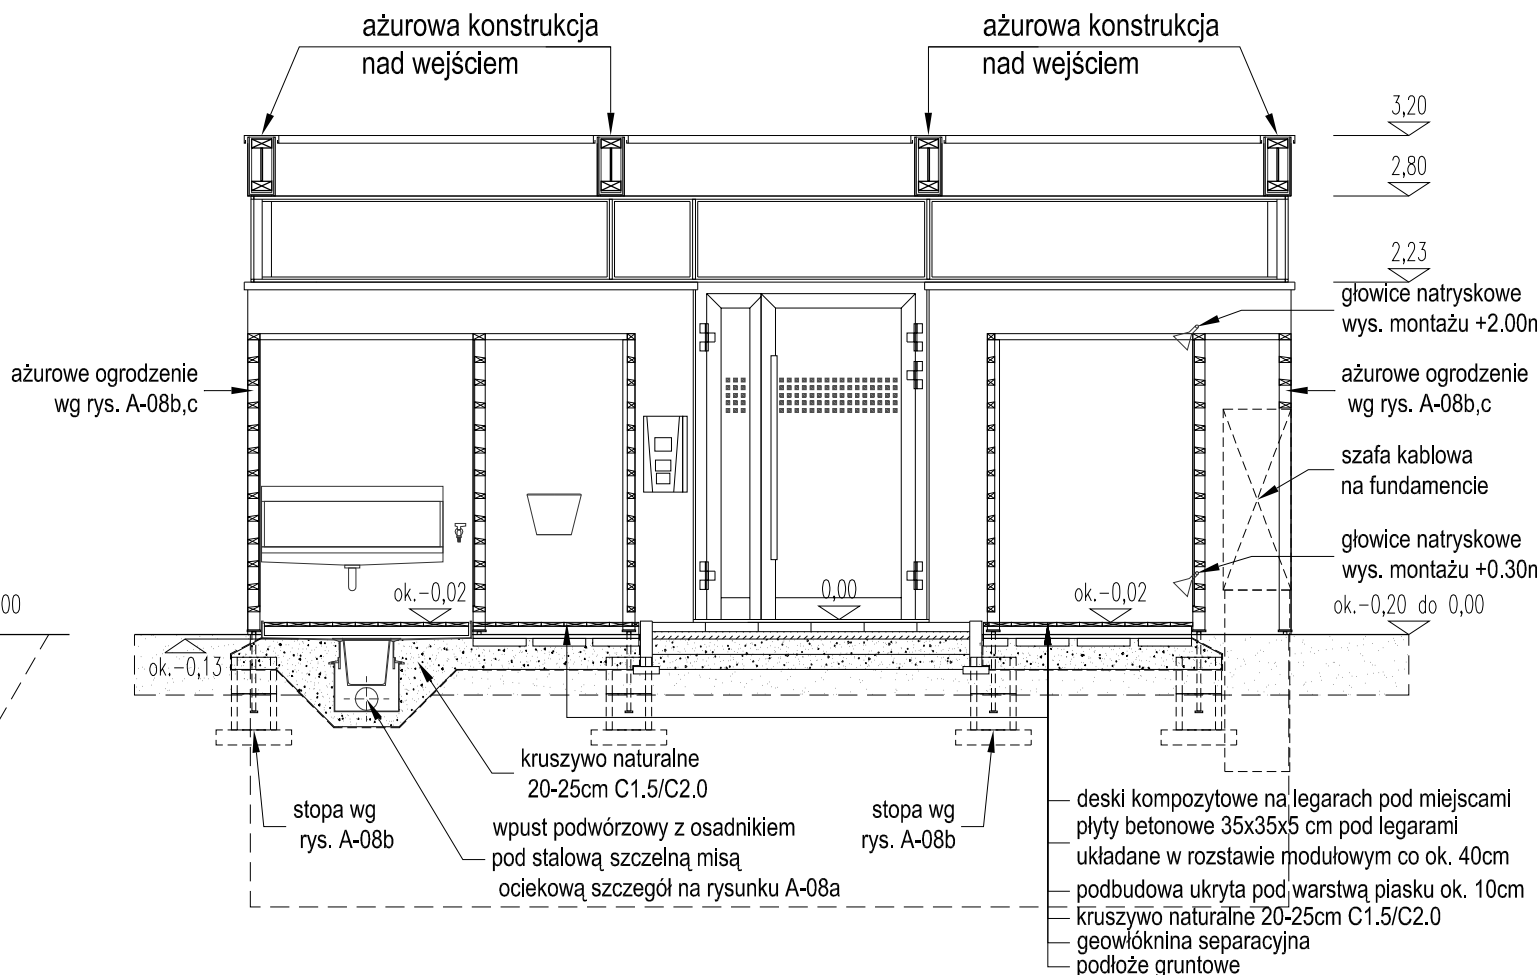 ażurowa konstrukcja
nad wejściem
ażurowa konstrukcja
nad wejściem
3,20
2,80
2,23
głowice natryskowe
wys. montażu +2.00m
ażurowe ogrodzenie
wg rys. A-08b,c
ażurowe ogrodzenie
wg rys. A-08b,c
szafa kablowa
na fundamencie
głowice natryskowe
wys. montażu +0.30m
ok.-0,02
0,00
ok.-0,02
ok.-0,20 do 0,00
00
ok.-0,13
kruszywo naturalne
20-25cm C1.5/C2.0
stopa wg
rys. A-08b
wpust podwórzowy z osadnikiem
pod stalową szczelną misą
ociekową szczegół na rysunku A-08a
stopa wg
rys. A-08b
deski kompozytowe na legarach pod miejscami
płyty betonowe 35x35x5 cm pod legarami
układane w rozstawie modułowym co ok. 40cm
podbudowa ukryta pod warstwą piasku ok. 10cm
kruszywo naturalne 20-25cm C1.5/C2.0
geowłóknina separacyjna
podłoże gruntowe